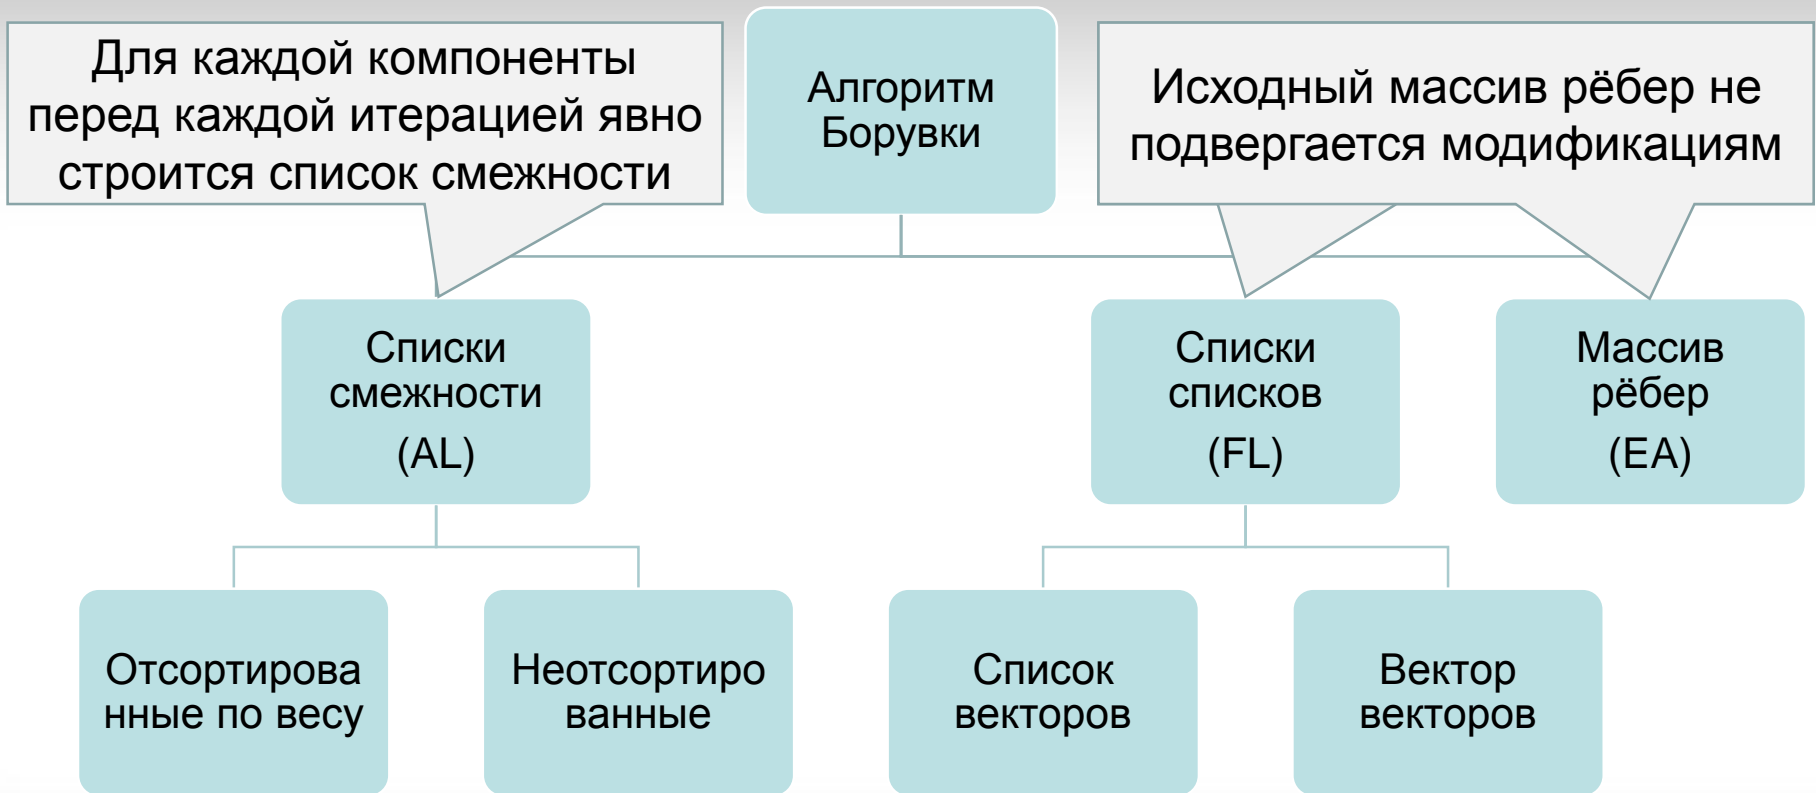 Для каждой компоненты
перед каждой итерацией явно
строится список смежности
Алгоритм
Борувки
Исходный массив рёбер не
подвергается модификациям
Списки
смежности
(AL)
Списки
списков
(FL)
Массив
рёбер
(EA)
Отсортирова
нные по весу
Неотсортиро
ванные
Список
векторов
Вектор
векторов